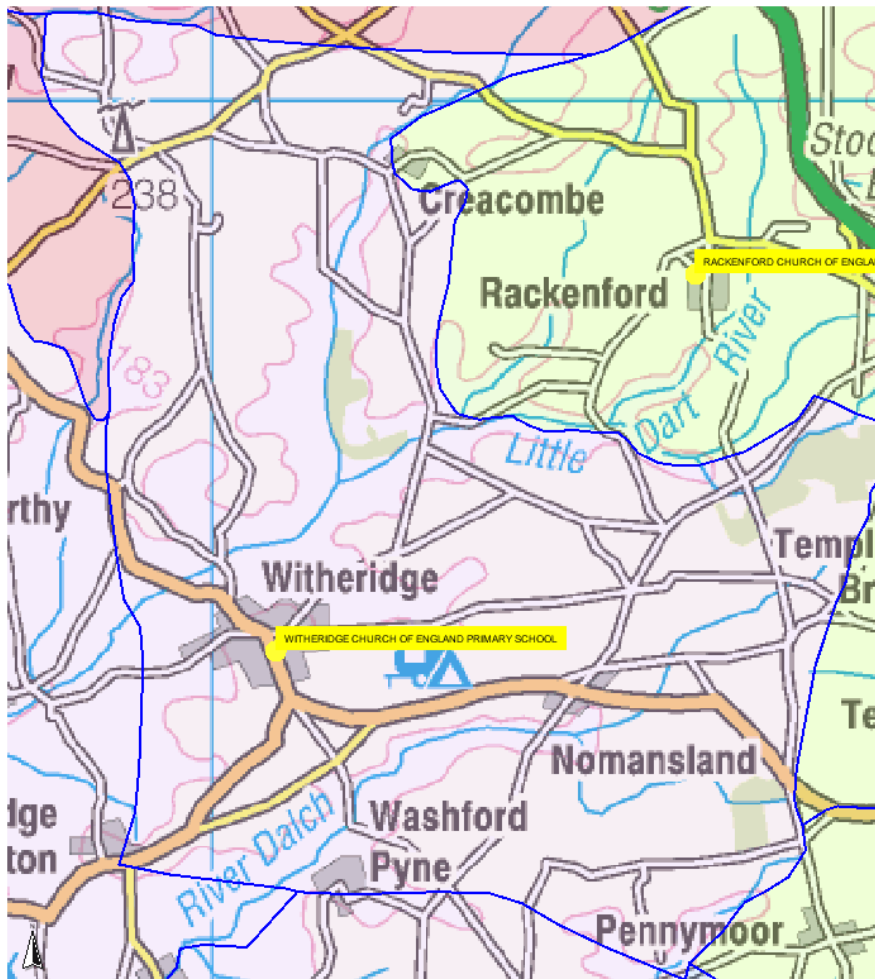 Stoc
238
Creacombe
RACKENFORD CHURCH OF ENGLA
Rackenford
River
Dart
Little
183
rthy
Templ
Br
Witheridge
WITHERIDGE CHURCH OF ENGLAND PRIMARY SCHOOL
Te
Nomansland
dge
ton
Washford
Pyne
River Dalch
Pennymoor